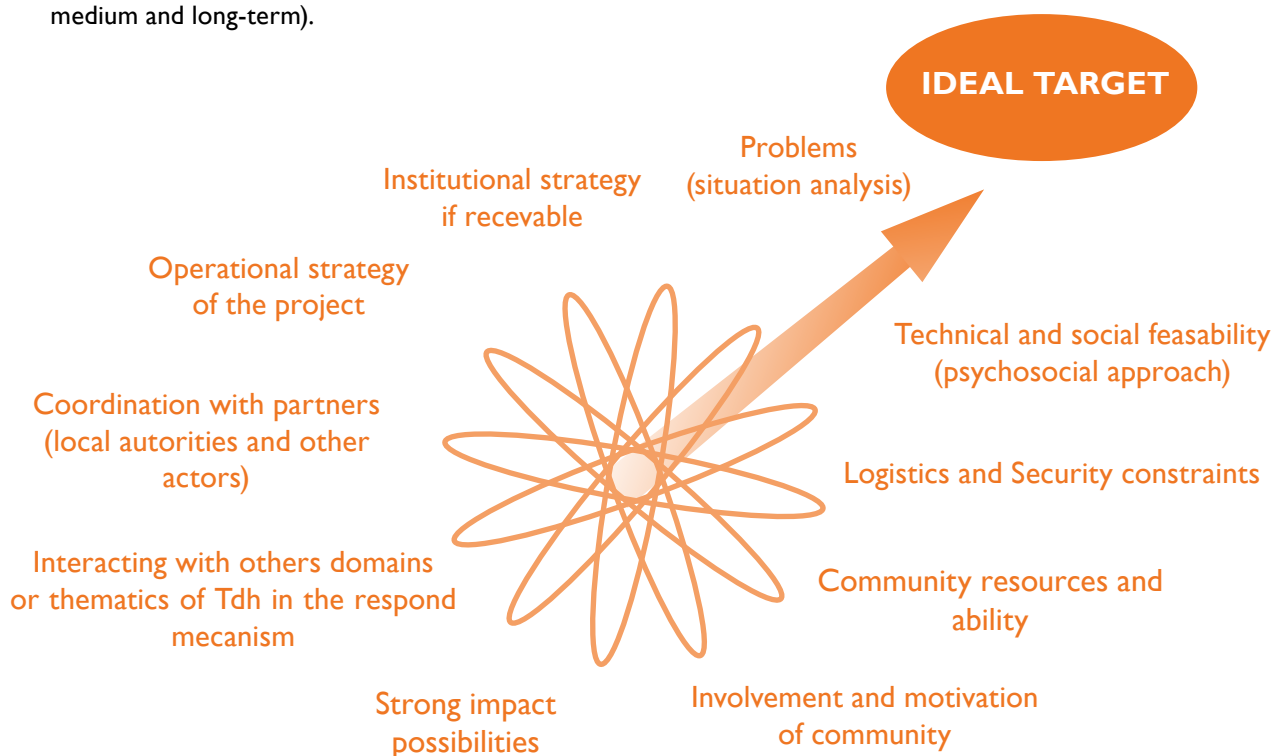 medium and long-term).
IDEAL TARGET
Problems
(situation analysis)
Institutional strategy
if recevable
Operational strategy
of the project
Technical and social feasability
(psychosocial approach)
Coordination with partners
(local autorities and other
actors)
Logistics and Security constraints
Interacting with others domains
or thematics of Tdh in the respond
mecanism
Community resources and
ability
Strong impact
possibilities
Involvement and motivation
of community